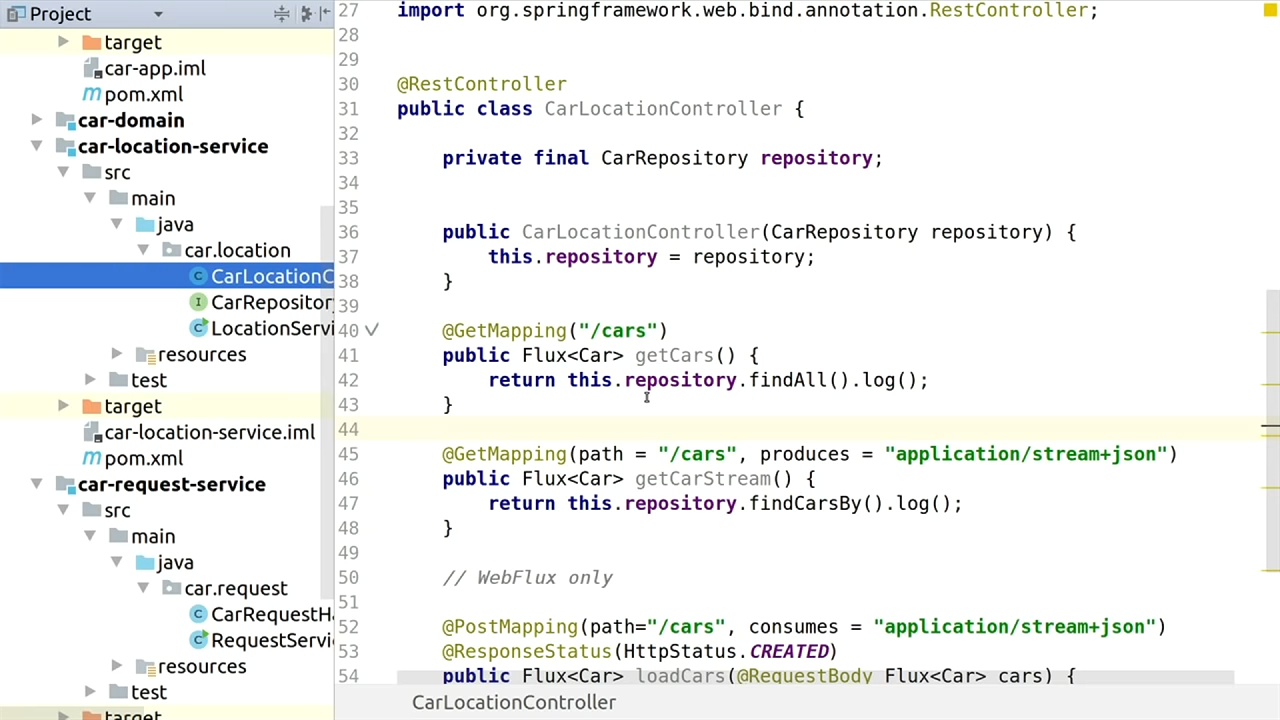 Project
target
car-app.iml
pom.xml
car-domain
car-location-service
src
main
java
car.location
CarLocationC
CarRepositor
LocationServi
resources
test
target
car-location-service.iml
pom.xml
car-request-service
src
main
java
car.request
CarRequestH
RequestServi
resources
test
target
27 import org.springframework.web.bind.annotation.RestController;
28
29
30 @RestController
31 public class CarLocationController {
32
33 private final CarRepository repository;
34
35
36 public CarLocationController(CarRepository repository) {
37 this.repository = repository;
38 }
39
40 @GetMapping("/cars")
41 public Flux<Car> getCars() {
42 return this.repository.findAll().log();
43 }
44
45 @GetMapping(path = "/cars", produces = "application/stream+json")
46 public Flux<Car> getCarStream() {
47 return this.repository.findCarsBy().log();
48 }
49
50 // WebFlux only
51
52 @PostMapping(path="/cars", consumes = "application/stream+json")
53 @ResponseStatus(HttpStatus.CREATED)
54 public Flux<Car> loadCars(@RequestBody Flux<Car> cars) {
CarLocationController